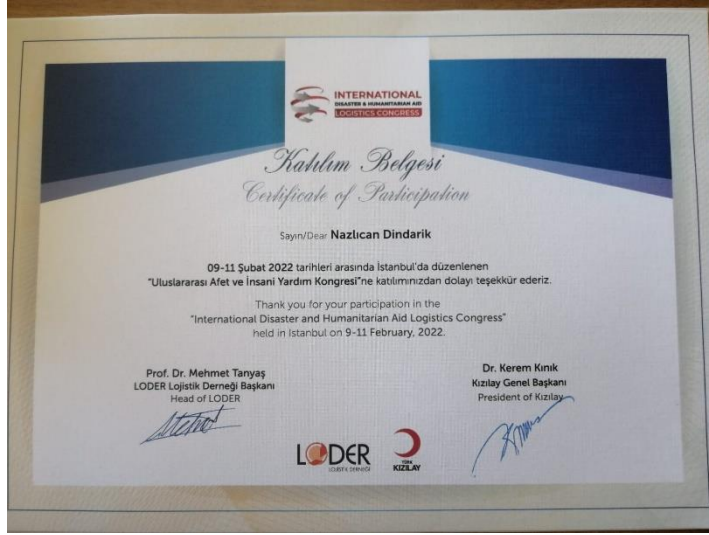 INTERNATIONAL
DISASTER & HUMANITARIAN AID
LOGISTICS CONGRESS
Katılım Belgesi
Certificate of Participation
Sayın/Dear Nazlıcan Dindarik
09-11 Şubat 2022 tarihleri arasında İstanbul'da düzenlenen
"Uluslararası Afet ve İnsani Yardım Kongresi"ne katılımınızdan dolayı teşekkür ederiz.
Thank you for your participation in the
"International Disaster and Humanitarian Aid Logistics Congress"
held in Istanbul on 9-11 February, 2022.
Prof. Dr. Mehmet Tanyaş
LODER Lojistik Derneği Başkanı
Head of LODER
Dr. Kerem Kınık
Kızılay Genel Başkanı
President of Kızılay
LODER
LOJİSTİK DERNEĞİ
TÜRK
KIZILAY